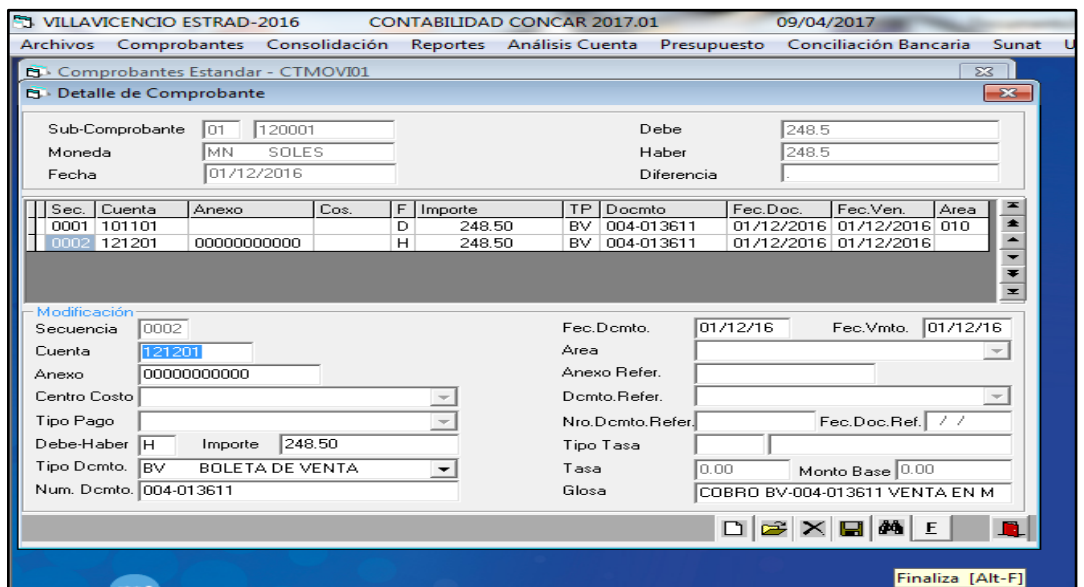 VILLAVICENCIO ESTRAD-2016 CONTABILIDAD CONCAR 2017.01 09/04/2017
Archivos Comprobantes Consolidación Reportes Análisis Cuenta Presupuesto Conciliación Bancaria Sunat U
Comprobantes Estandar - CTMOVI01
Detalle de Comprobante
Sub-Comprobante 01 120001 Debe 248.5
Moneda MN SOLES Haber 248.5
Fecha 01/12/2016 Diferencia .
Sec. Cuenta Anexo Cos. F Importe TP Docmto Fec.Doc. Fec.Ven. Area
0001 101101 D 248.50 BV 004-013611 01/12/2016 01/12/2016 010
0002 121201 00000000000 H 248.50 BV 004-013611 01/12/2016 01/12/2016
Modificación
Secuencia 0002 Fec.Dcmto. 01/12/16 Fec.Vmto. 01/12/16
Cuenta 121201 Area
Anexo 00000000000 Anexo Refer.
Centro Costo Dcmto.Refer.
Tipo Pago Nro.Dcmto.Refer. Fec.Doc.Ref. / /
Debe-Haber H Importe 248.50 Tipo Tasa
Tipo Dcmto. BV BOLETA DE VENTA Tasa 0.00 Monto Base 0.00
Num. Dcmto. 004-013611 Glosa COBRO BV-004-013611 VENTA EN M
F
Finaliza [Alt-F]